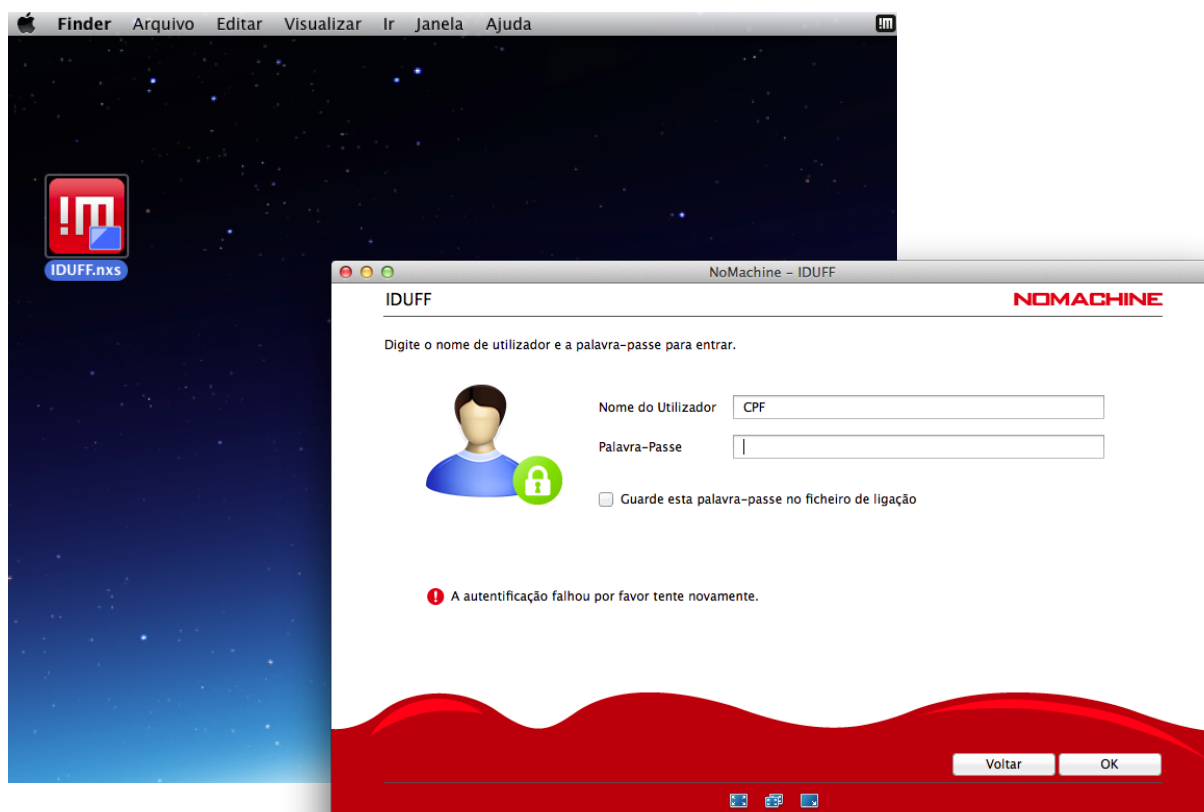 Finder Arquivo Editar Visualizar Ir Janela Ajuda !M
!M
IDUFF.nxs
NoMachine – IDUFF
IDUFF NOMACHINE
Digite o nome de utilizador e a palavra-passe para entrar.
Nome do Utilizador CPF
Palavra-Passe
Guarde esta palavra-passe no ficheiro de ligação
! A autentificação falhou por favor tente novamente.
Voltar OK